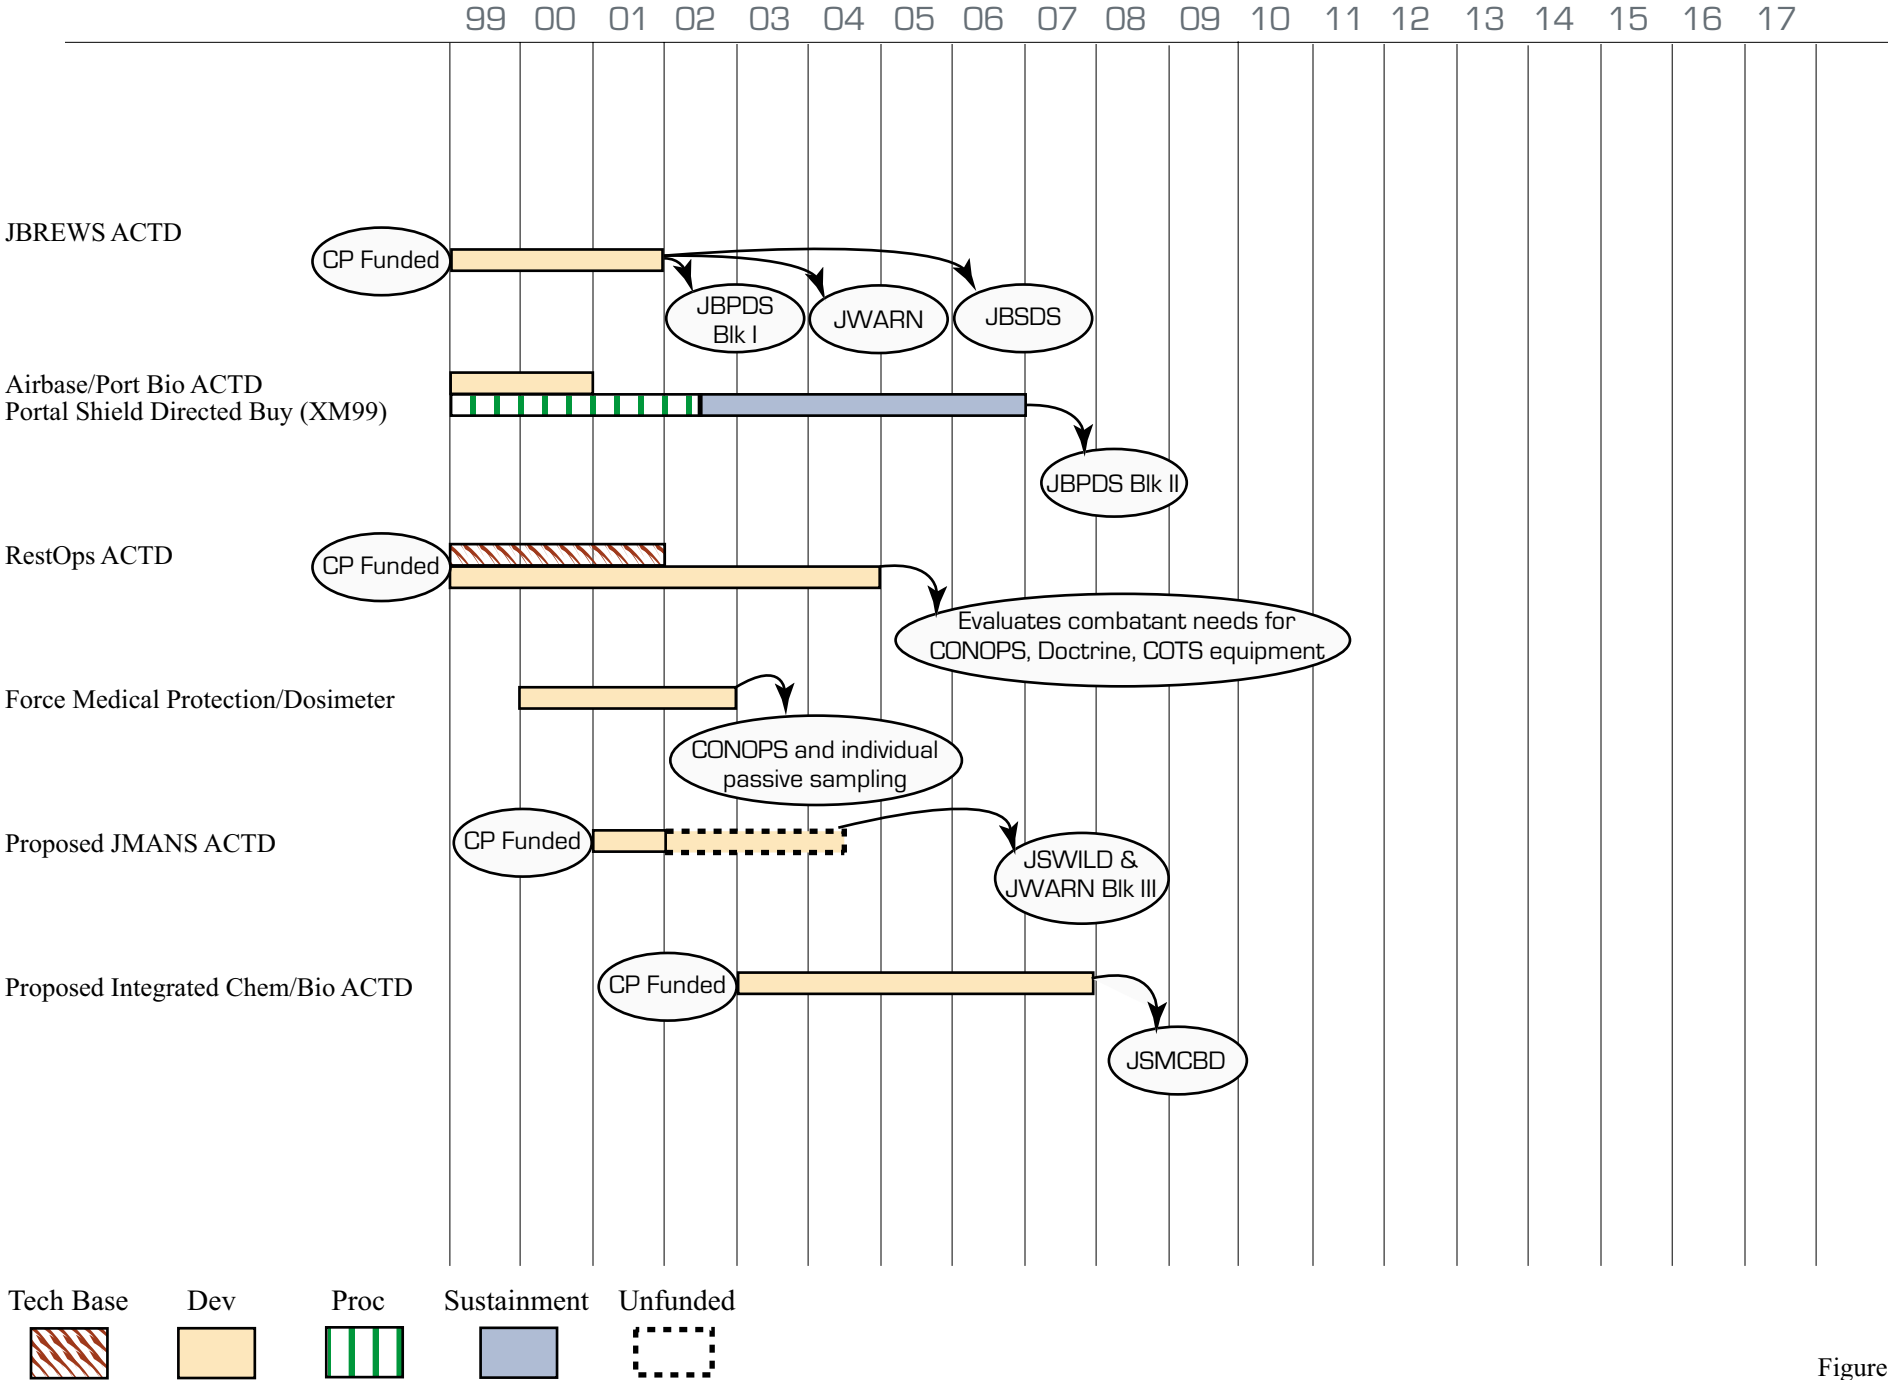 99 00 01 02 03 04 05 06 07 08 09 10 11 12 13 14 15 16 17
JBREWS ACTD
CP Funded
JBPDS
Blk I
JWARN
JBSDS
Airbase/Port Bio ACTD
Portal Shield Directed Buy (XM99)
JBPDS Blk II
RestOps ACTD
CP Funded
Evaluates combatant needs for
CONOPS, Doctrine, COTS equipment
Force Medical Protection/Dosimeter
CONOPS and individual
passive sampling
Proposed JMANS ACTD
CP Funded
JSWILD &
JWARN Blk III
Proposed Integrated Chem/Bio ACTD
CP Funded
JSMCBD
Tech Base Dev Proc Sustainment Unfunded
Figure